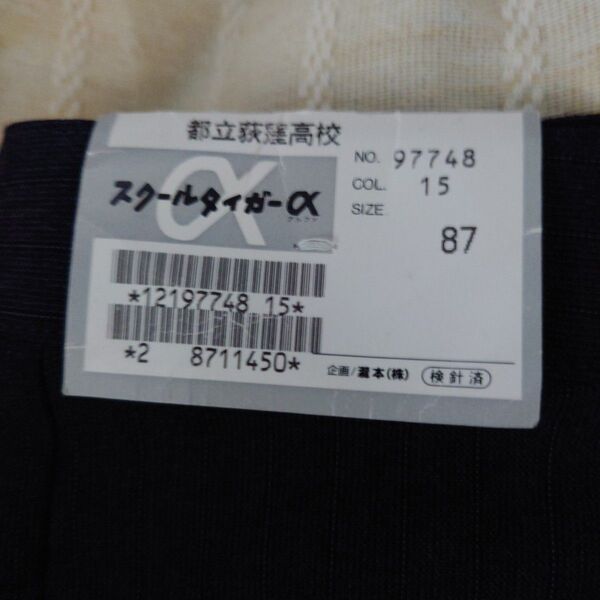 都立荻窪高校
スクールタイガーα
NO. 97748
COL. 15
SIZE.
87
*12197748 15*
*2 8711450*
企画/瀧本(株) 検針済